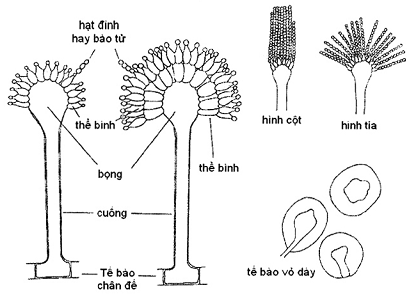 hạt đính
hay bào tử
thể bình
bọng
thể bình
cuống
Tế bào
chân đế
hình cột
hình tia
tế bào vỏ dày